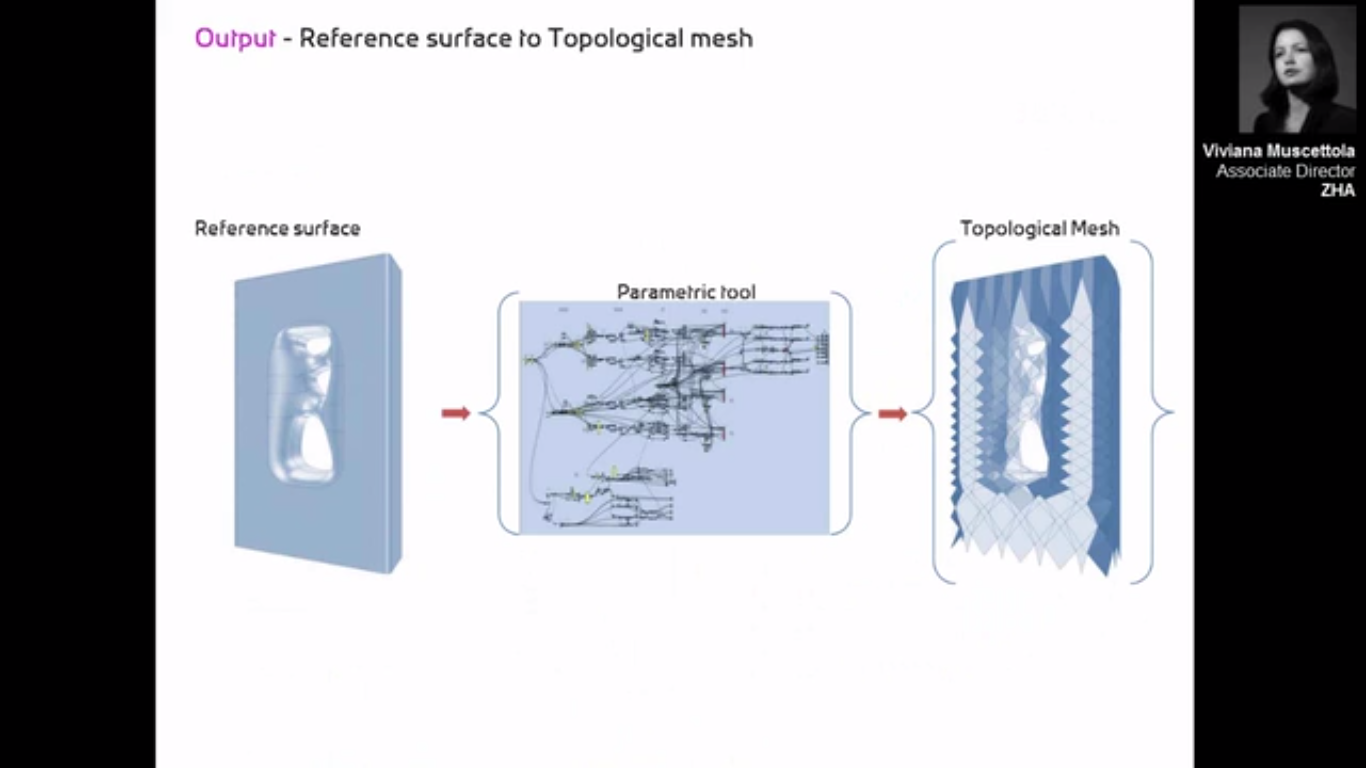 Output - Reference surface to Topological mesh
Viviana Muscettola
Associate Director
ZHA
Reference surface
Topological Mesh
Parametric tool